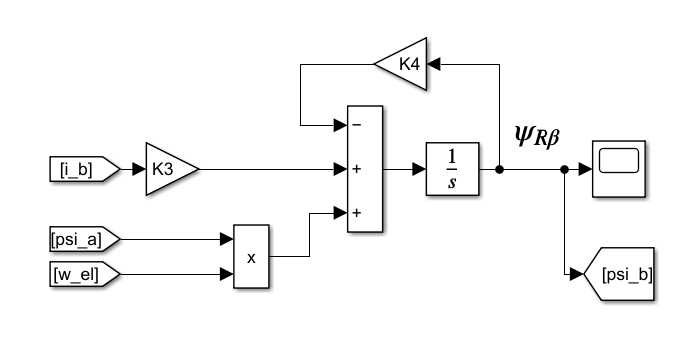 K4
ψRβ
−
[i_b]
K3
+
1
s
+
[psi_a]
x
[w_el]
[psi_b]